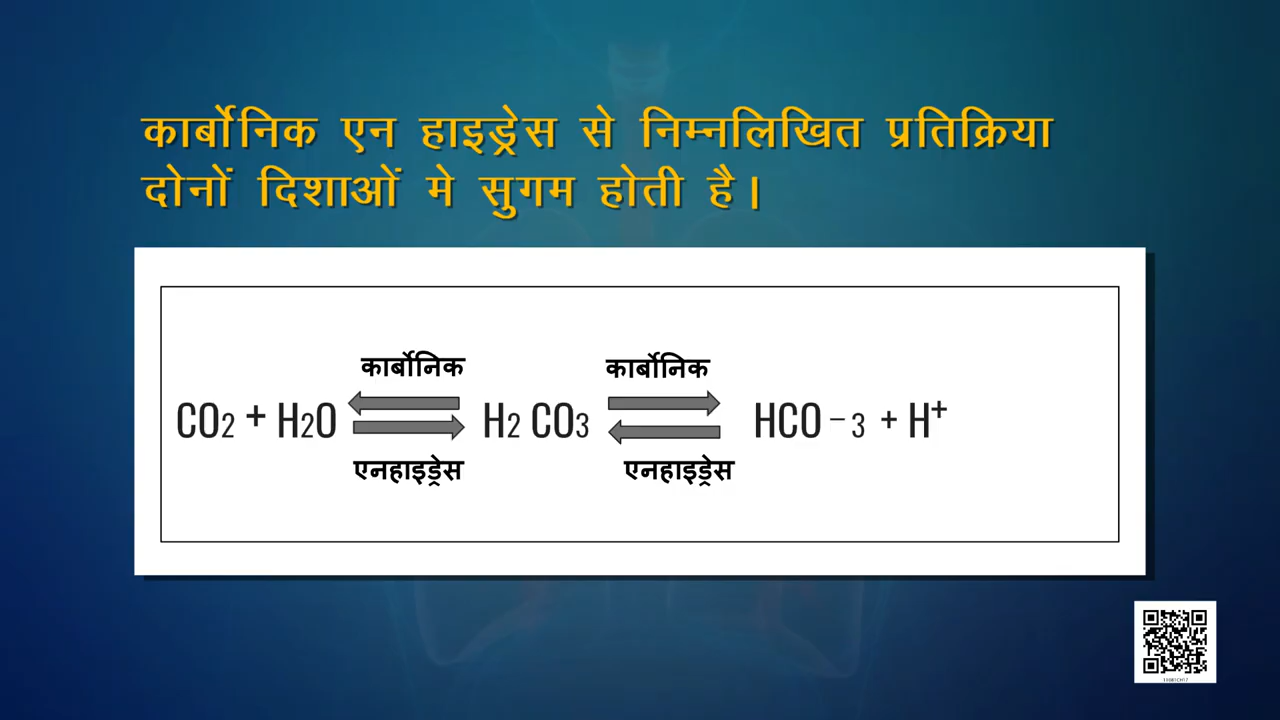 कार्बोनिक एन हाइड्रेस से निम्नलिखित प्रतिक्रिया
दोनों दिशाओं मे सुगम होती है।
कार्बोनिक कार्बोनिक
CO2 + H2O H2 CO3 HCO – 3 + H+
एनहाइड्रेस एनहाइड्रेस